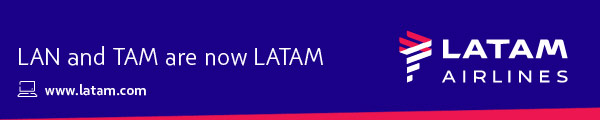 LAN and TAM are now LATAM
www.latam.com
LATAM
AIRLINES